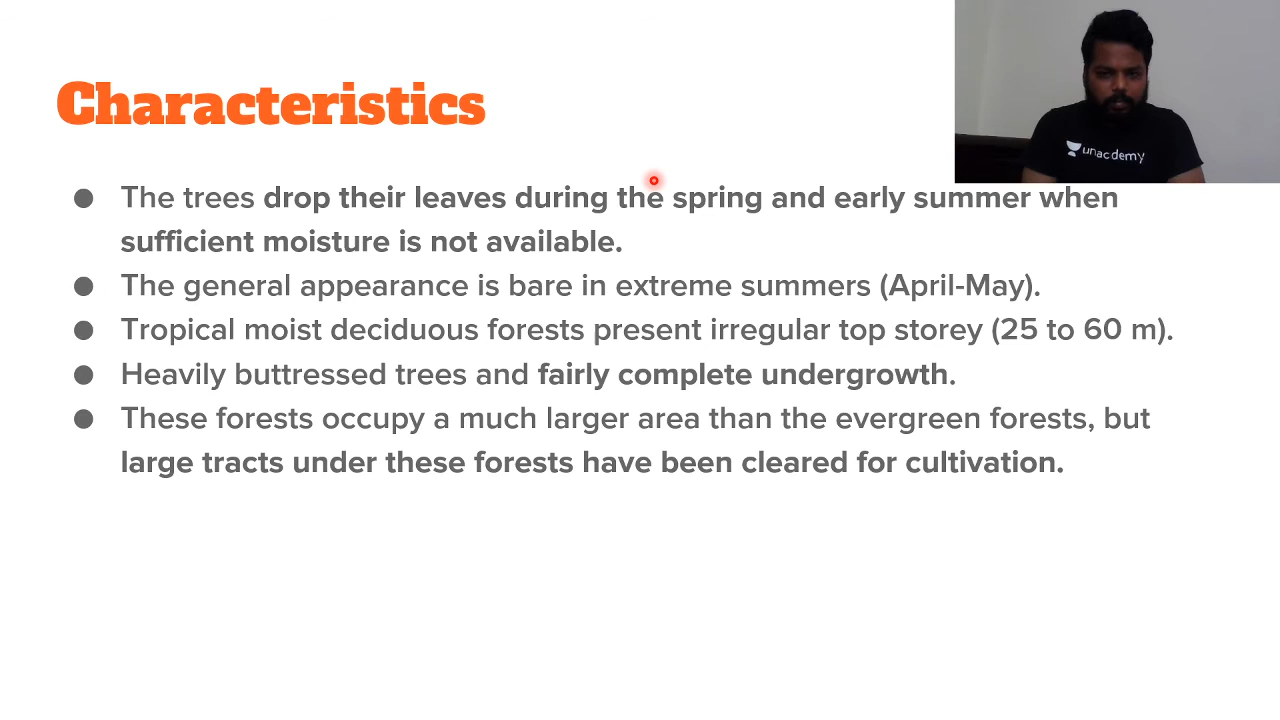 Characteristics
unacdemy
● The trees drop their leaves during the spring and early summer when
sufficient moisture is not available.
● The general appearance is bare in extreme summers (April-May).
● Tropical moist deciduous forests present irregular top storey (25 to 60 m).
● Heavily buttressed trees and fairly complete undergrowth.
● These forests occupy a much larger area than the evergreen forests, but
large tracts under these forests have been cleared for cultivation.